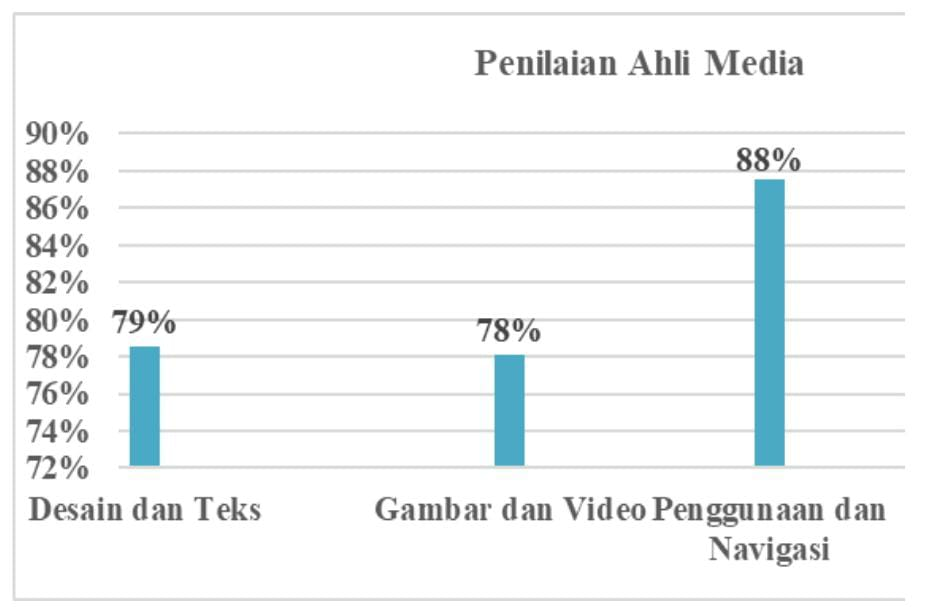 Penilaian Ahli Media
90%
88%
86%
84%
82%
80%
78%
76%
74%
72%
79%
78%
88%
Desain dan Teks
Gambar dan Video
Penggunaan dan
Navigasi